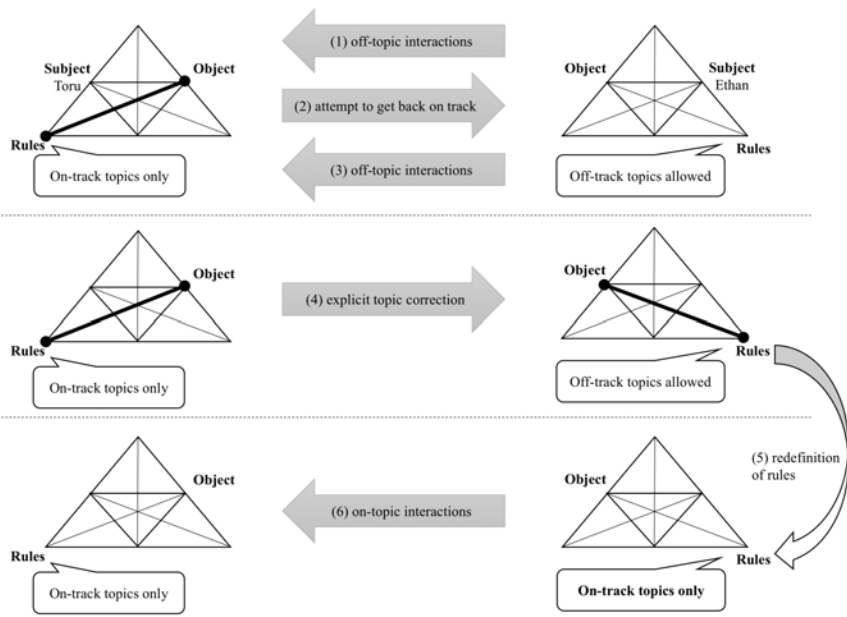 (1) off-topic interactions
Subject
Toru
Object
Object
Subject
Ethan
(2) attempt to get back on track
Rules
On-track topics only
(3) off-topic interactions
Rules
Off-track topics allowed
Object
Object
(4) explicit topic correction
Rules
On-track topics only
Rules
Off-track topics allowed
(5) redefinition
of rules
Object
Object
(6) on-topic interactions
Rules
On-track topics only
Rules
On-track topics only